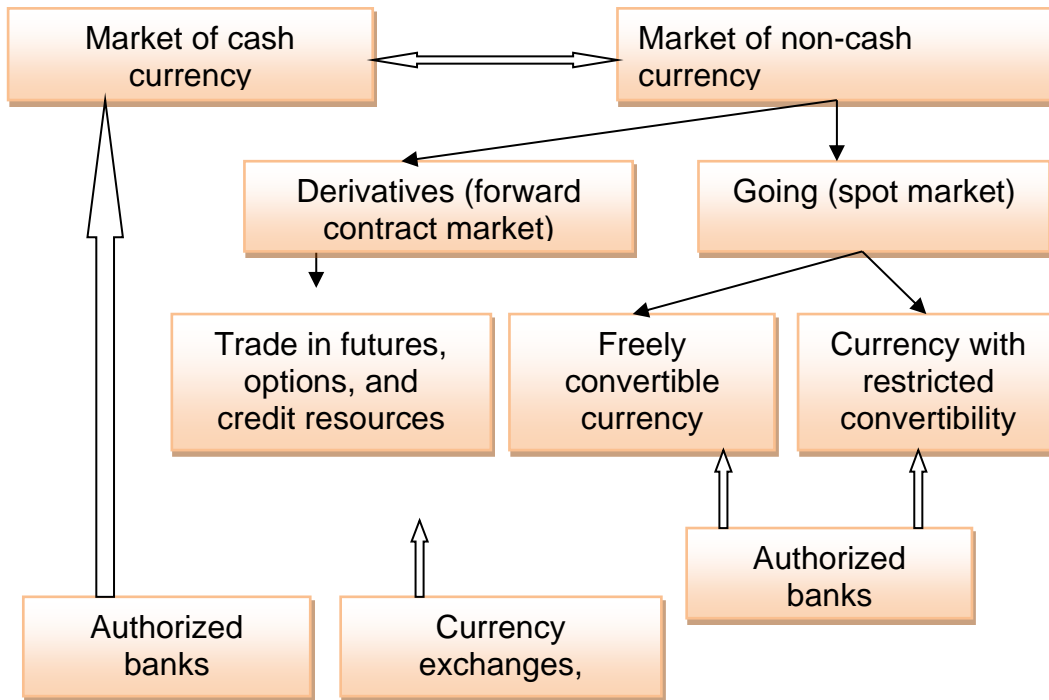 Market of cash
currency
Market of non-cash
currency
Derivatives (forward
contract market)
Going (spot market)
Trade in futures,
options, and
credit resources
Freely
convertible
currency
Currency with
restricted
convertibility
Authorized
banks
Authorized
banks
Currency
exchanges,